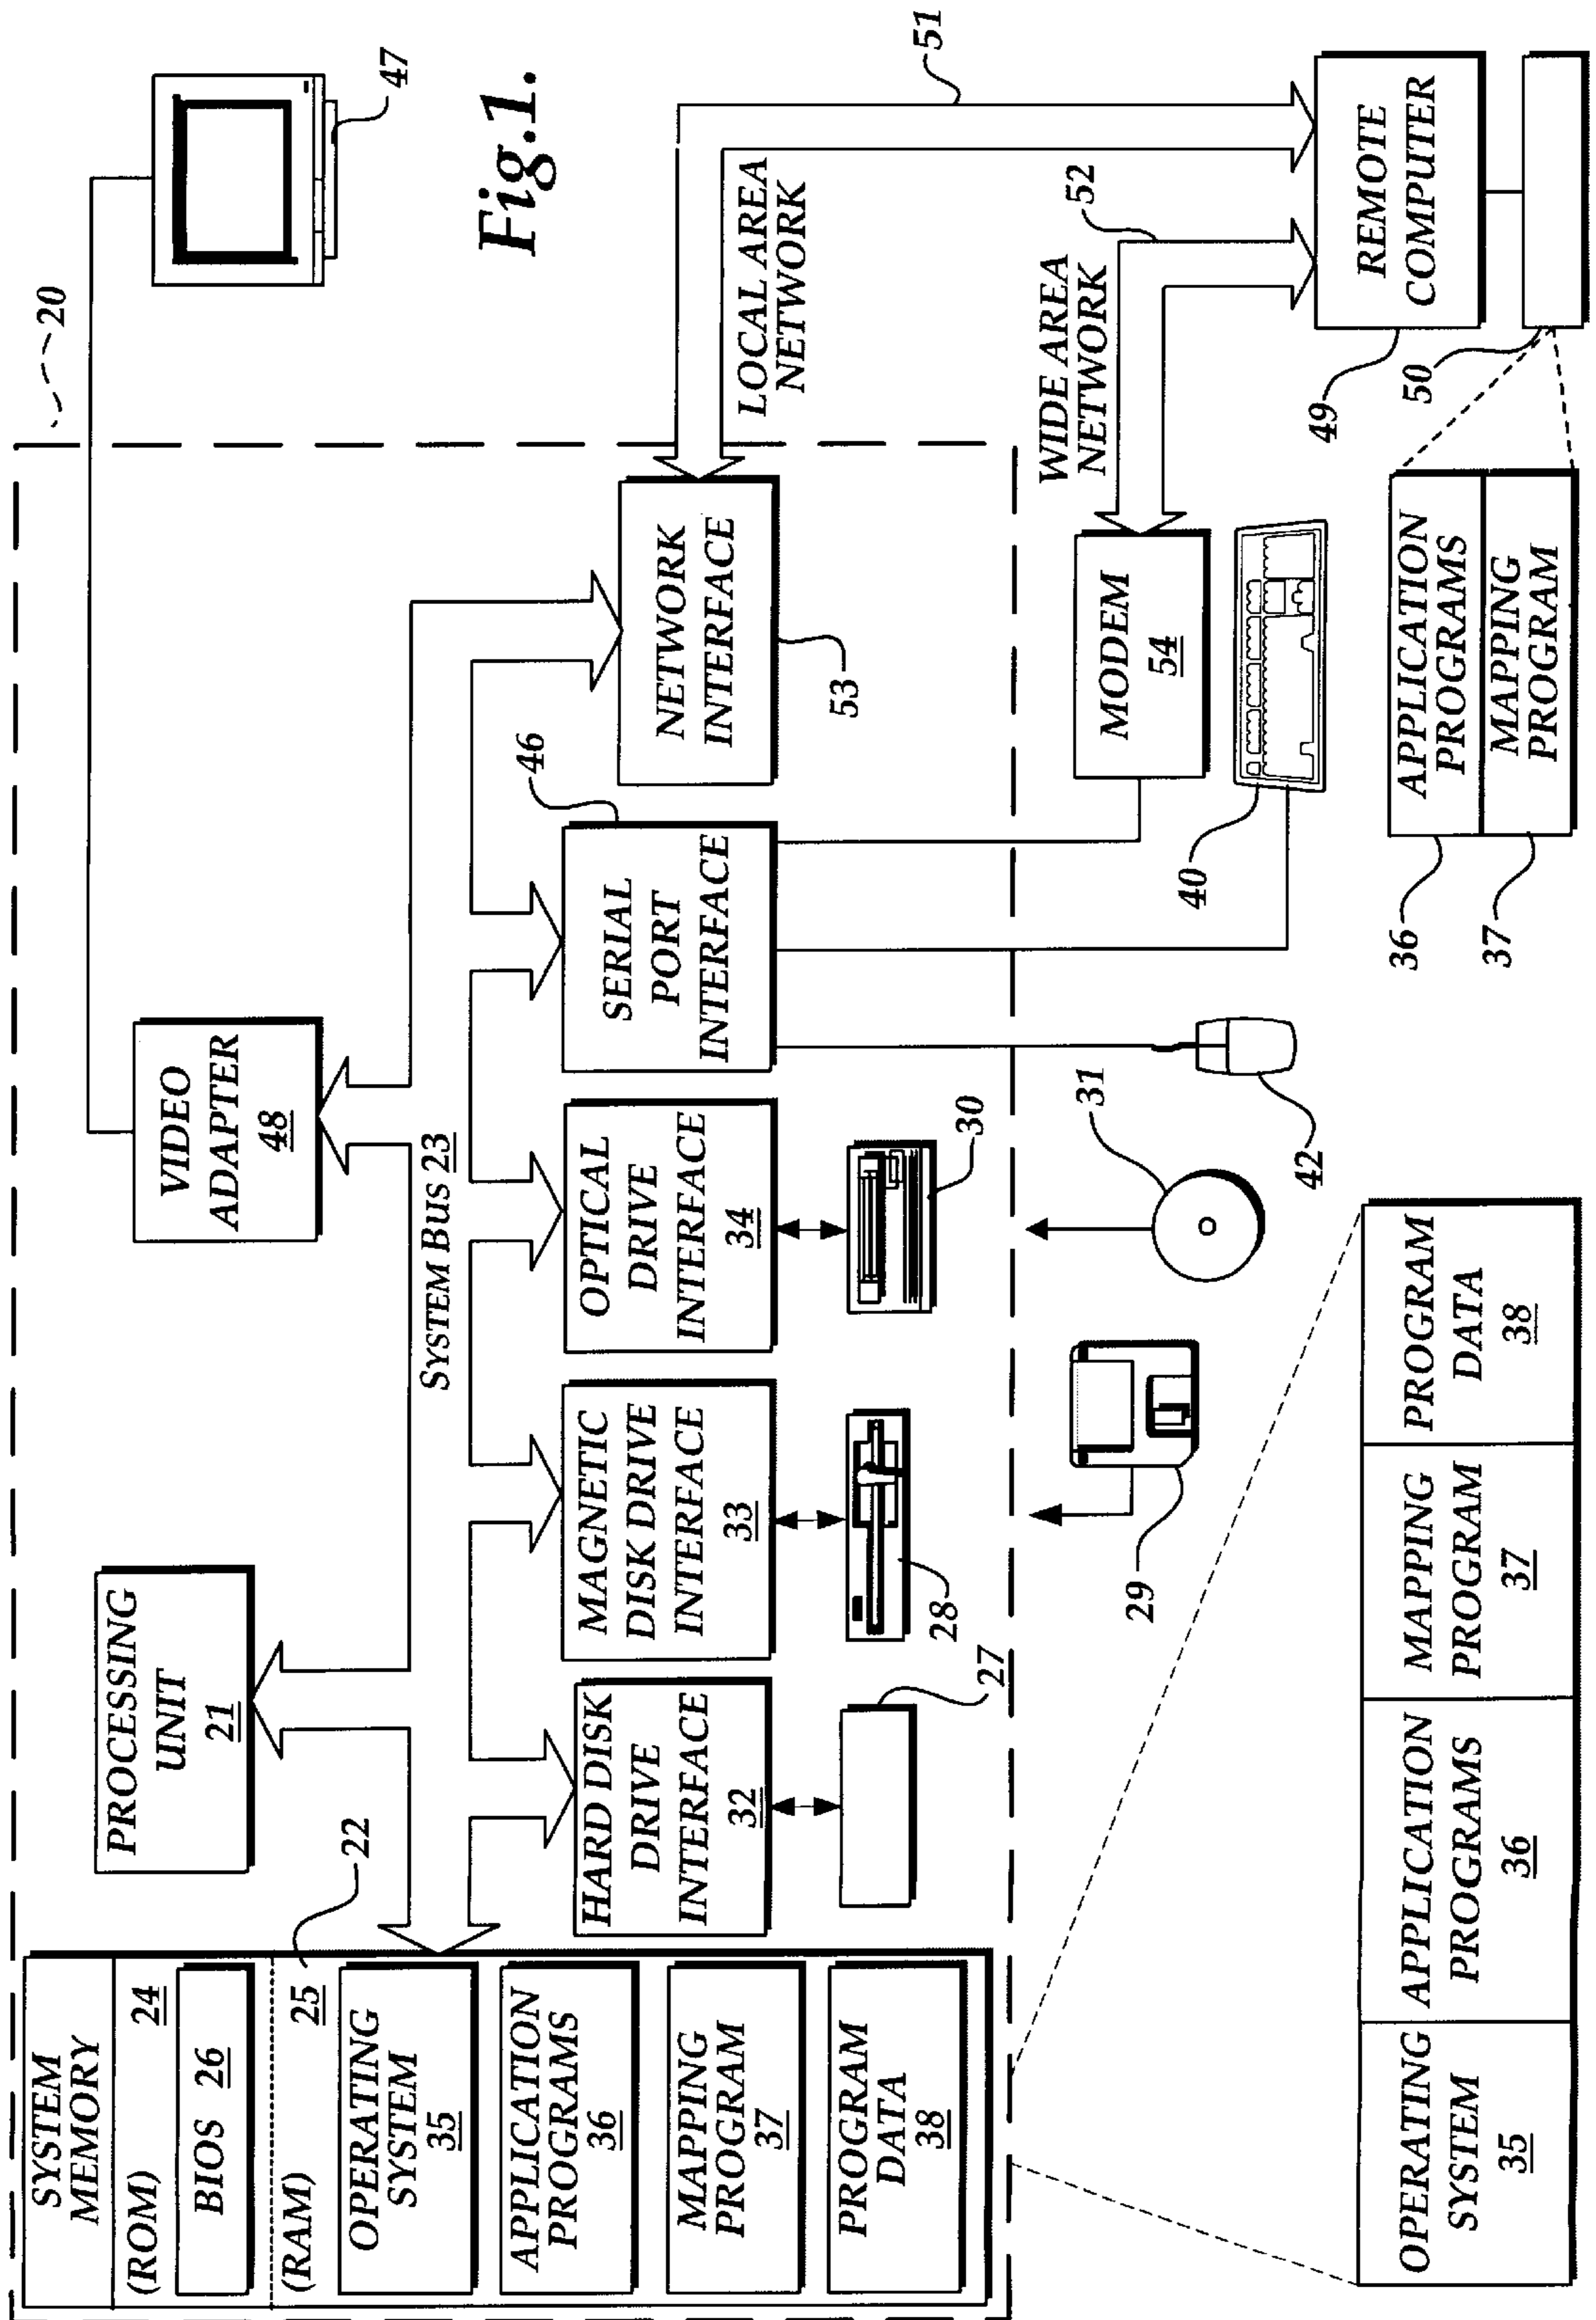 SYSTEM
MEMORY
(ROM) 24
BIOS 26
(RAM) 25
22
OPERATING
SYSTEM
35
APPLICATION
PROGRAMS
36
MAPPING
PROGRAM
37
PROGRAM
DATA
38
PROCESSING
UNIT
21
VIDEO
ADAPTER
48
20
47
Fig.1.
SYSTEM BUS 23
HARD DISK
DRIVE
INTERFACE
32
MAGNETIC
DISK DRIVE
INTERFACE
33
OPTICAL
DRIVE
INTERFACE
34
SERIAL
PORT
INTERFACE
46
NETWORK
INTERFACE
53
LOCAL AREA
NETWORK
51
27
28
30
29
31
42
40
MODEM
54
WIDE AREA
NETWORK
52
REMOTE
COMPUTER
49
50
OPERATING
SYSTEM
35
APPLICATION
PROGRAMS
36
MAPPING
PROGRAM
37
PROGRAM
DATA
38
36
APPLICATION
PROGRAMS
37
MAPPING
PROGRAM